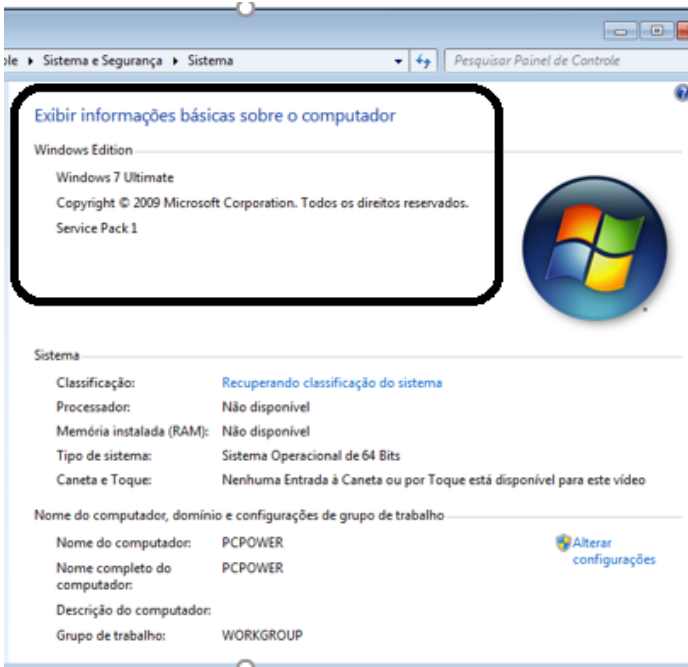 Sistema e Segurança Sistema Pesquisar Painel de Controle
Exibir informações básicas sobre o computador
Windows Edition
Windows 7 Ultimate
Copyright © 2009 Microsoft Corporation. Todos os direitos reservados.
Service Pack 1
Sistema
Classificação: Recuperando classificação do sistema
Processador: Não disponível
Memória instalada (RAM): Não disponível
Tipo de sistema: Sistema Operacional de 64 Bits
Caneta e Toque: Nenhuma Entrada à Caneta ou por Toque está disponível para este vídeo
Nome do computador, domínio e configurações de grupo de trabalho
Nome do computador: PCPOWER
Alterar
configurações
Nome completo do PCPOWER
computador:
Descrição do computador:
Grupo de trabalho: WORKGROUP